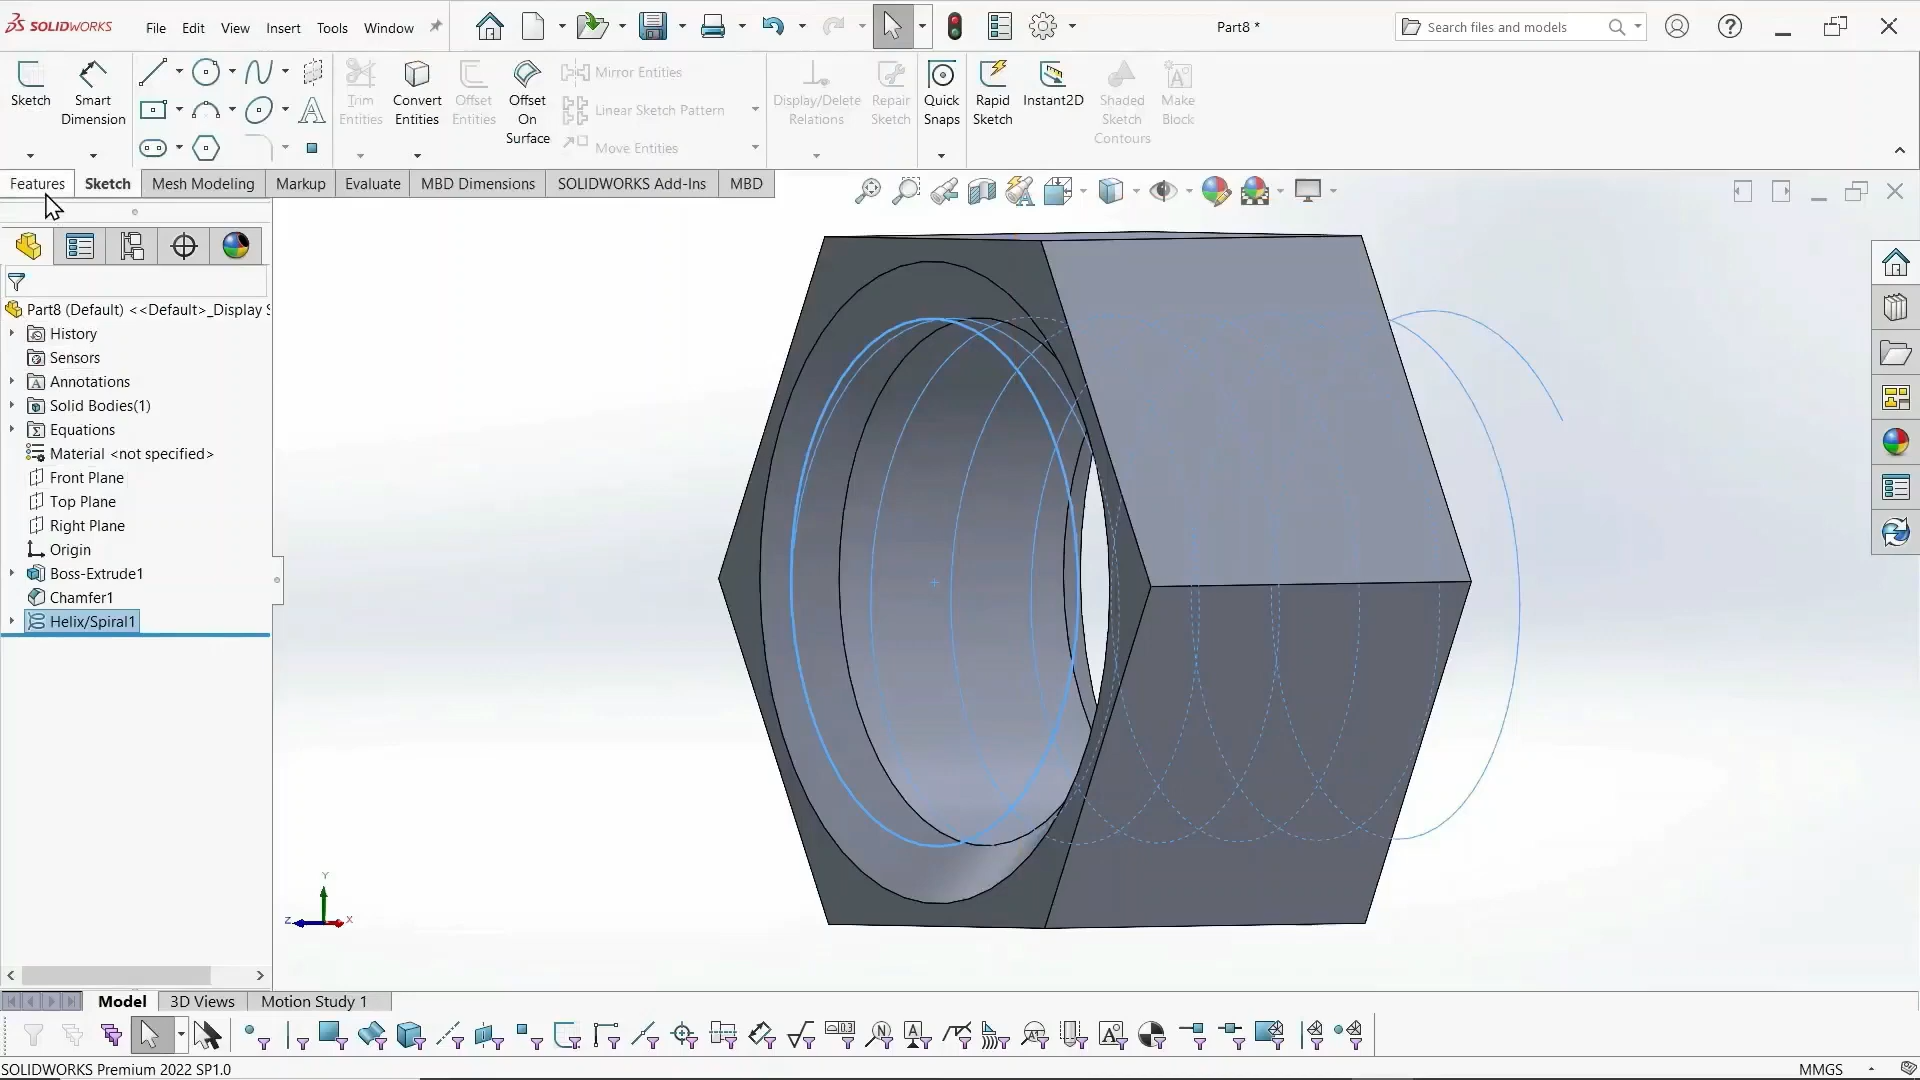 SOLIDWORKS
File Edit View Insert Tools Window
Part8 *
Search files and models
Sketch
Smart Dimension
Trim Entities
Convert Entities
Offset Entities
Offset On Surface
Mirror Entities
Linear Sketch Pattern
Move Entities
Display/Delete Relations
Repair Sketch
Quick Snaps
Rapid Sketch
Instant2D
Shaded Sketch Contours
Make Block
Features Sketch Mesh Modeling Markup Evaluate MBD Dimensions SOLIDWORKS Add-Ins MBD
Part8 (Default) <<Default>_Display S
History
Sensors
Annotations
Solid Bodies(1)
Equations
Material <not specified>
Front Plane
Top Plane
Right Plane
Origin
Boss-Extrude1
Chamfer1
Helix/Spiral1
Y
Z
X
Model 3D Views Motion Study 1
SOLIDWORKS Premium 2022 SP1.0
MMGS